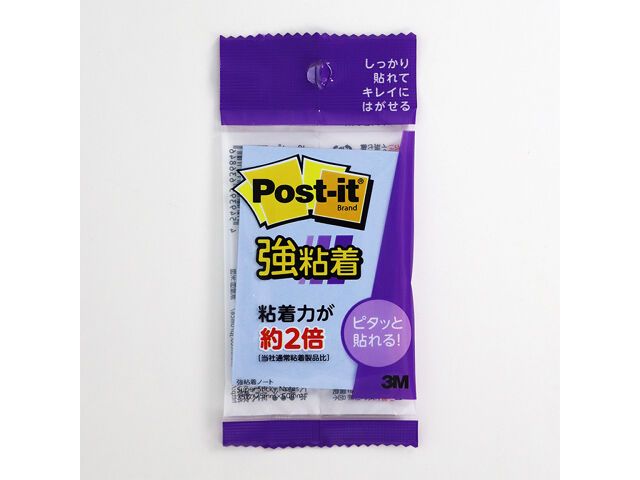 しっかり
貼れて
キレイに
はがせる
Post-it®
Brand
強粘着
粘着力が
約2倍
[当社通常粘着製品比]
ピタッと
貼れる!
強粘着ノート
3M